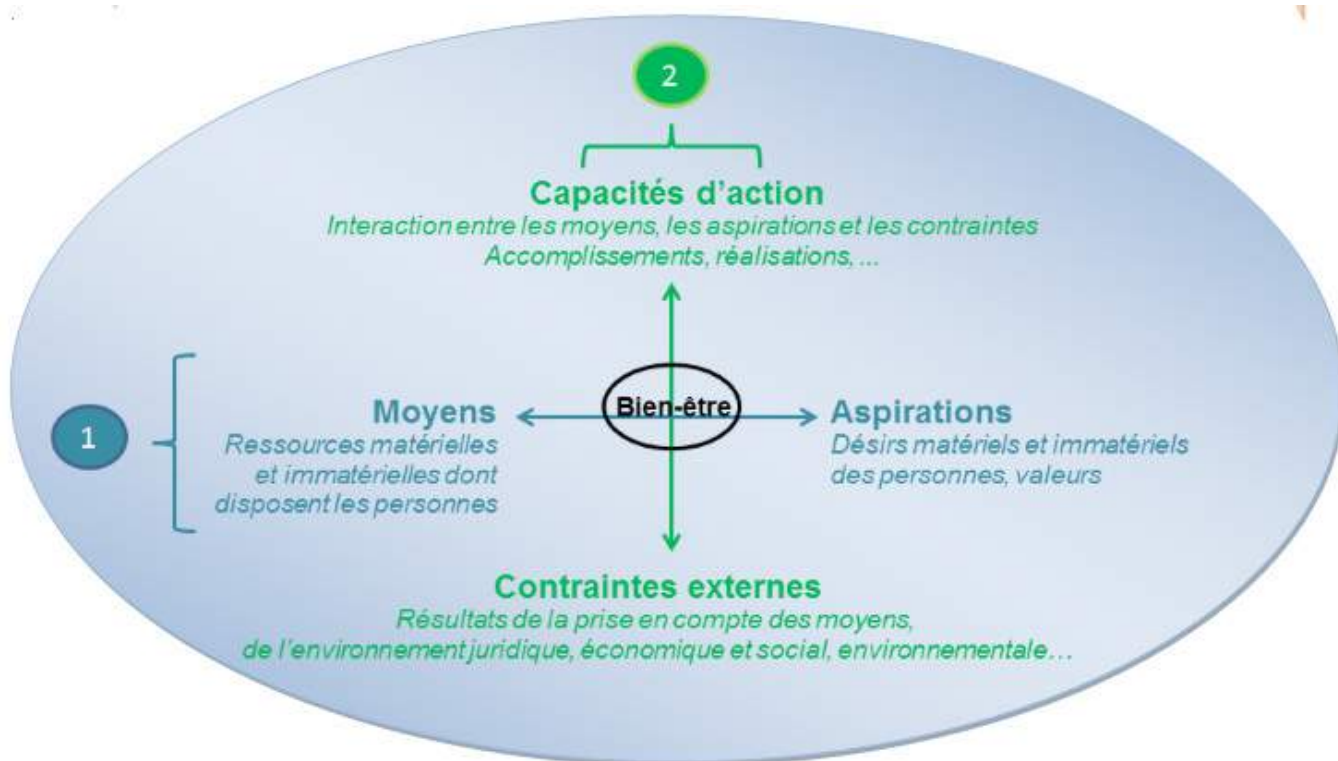 2
Capacités d'action
Interaction entre les moyens, les aspirations et les contraintes
Accomplissements, réalisations, ...
1
Moyens
Ressources matérielles
et immatérielles dont
disposent les personnes
Bien-être
Aspirations
Désirs matériels et immatériels
des personnes, valeurs
Contraintes externes
Résultats de la prise en compte des moyens,
de l'environnement juridique, économique et social, environnementale...